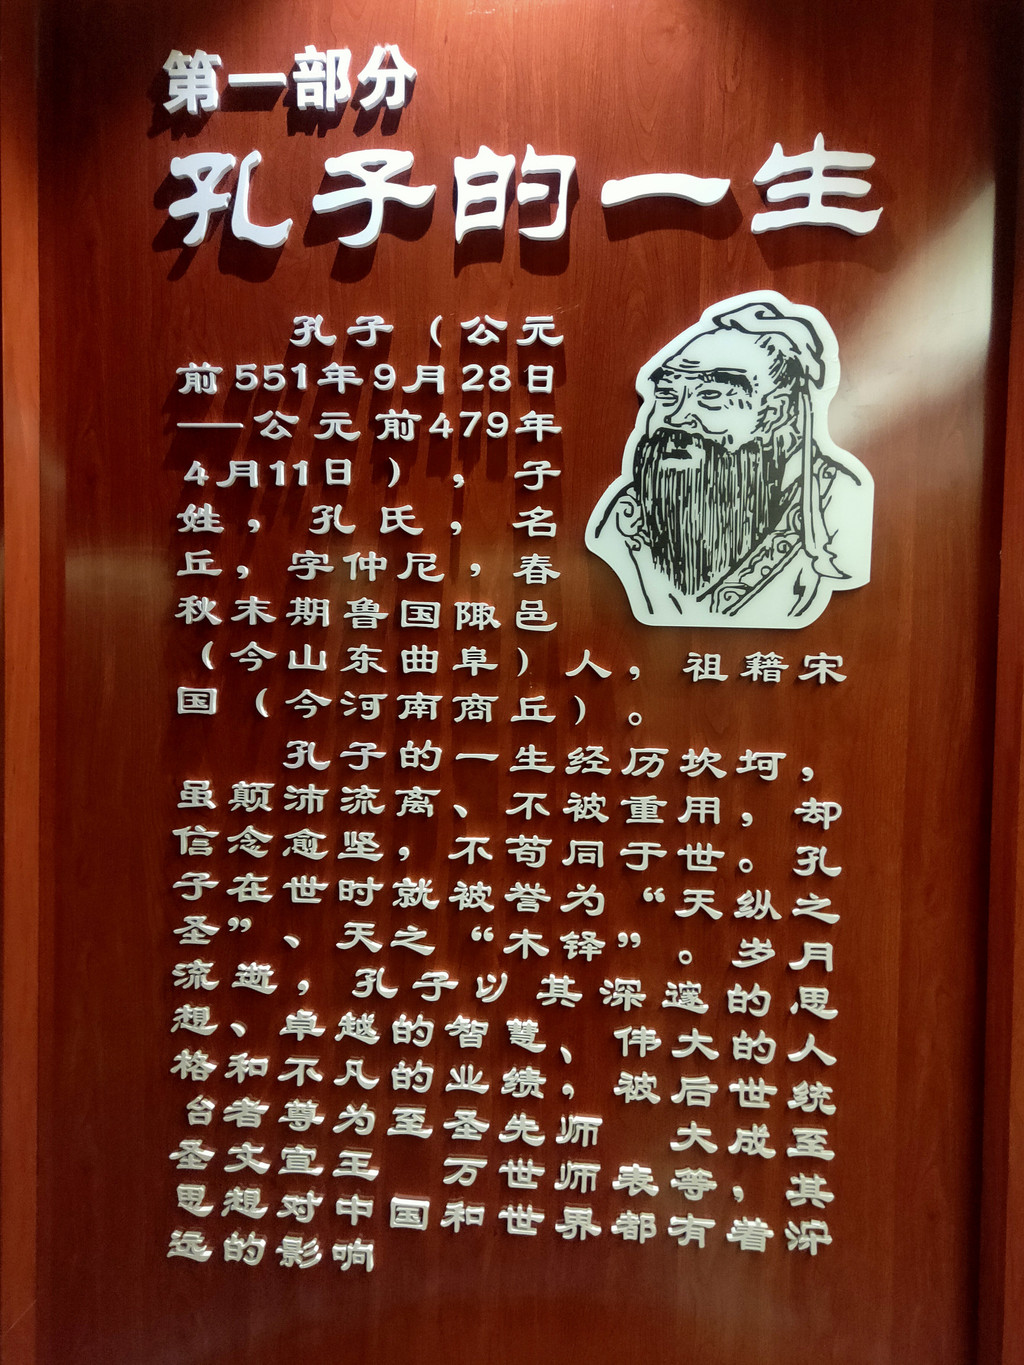 第一部分
孔子的一生
孔子（公元
前551年9月28日
——公元前479年
4月11日），子
姓，孔氏，名
丘，字仲尼，春
秋末期鲁国陬邑
（今山东曲阜）人，祖籍宋
国（今河南商丘）。
孔子的一生经历坎坷，
虽颠沛流离、不被重用，却
信念愈坚，不苟同于世。孔
子在世时就被誉为“天纵之
圣”、天之“木铎”。岁月
流逝，孔子以其深邃的思
想、卓越的智慧、伟大的人
格和不凡的业绩，被后世统
台者尊为至圣先师 大成至
圣文宣王 万世师表等，其
思想对中国和世界都有着深
远的影响